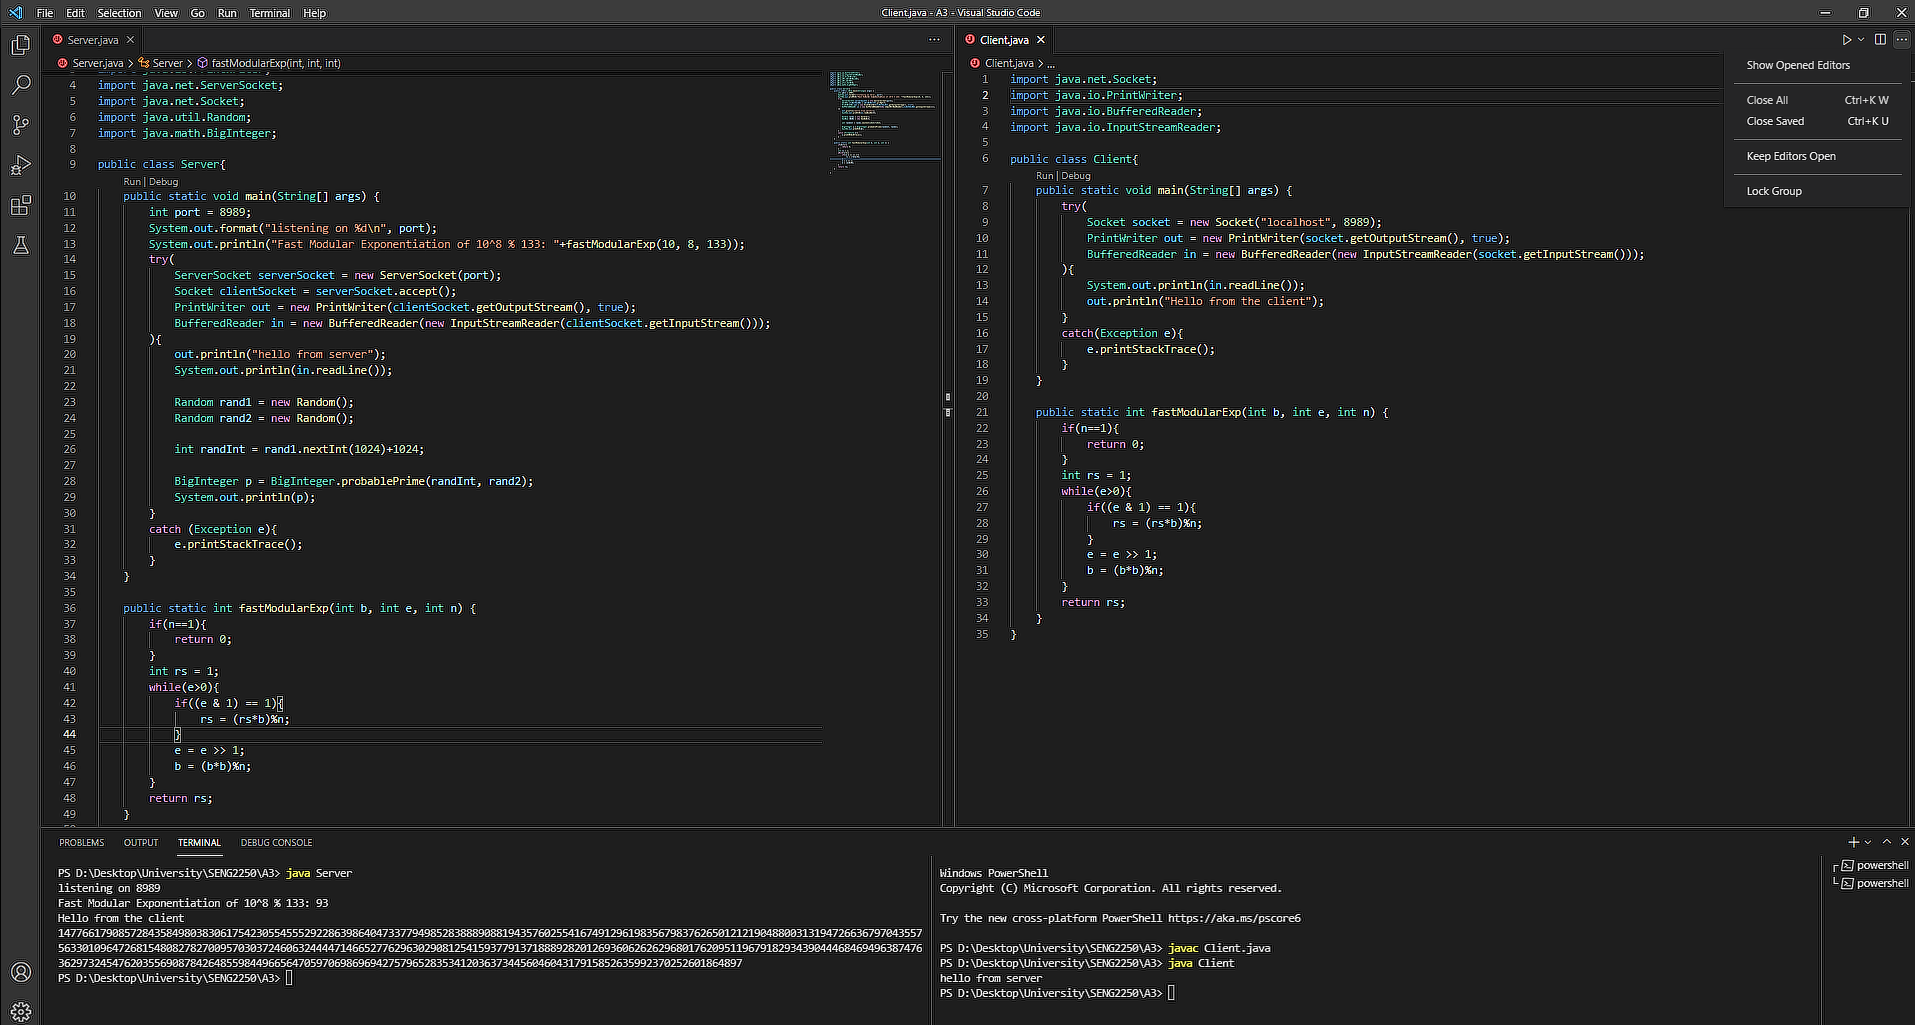 File Edit Selection View Go Run Terminal Help
Client.java - A3 - Visual Studio Code
Server.java
Server.java > Server > fastModularExp(int, int, int)
4 import java.net.ServerSocket;
5 import java.net.Socket;
6 import java.util.Random;
7 import java.math.BigInteger;
8
9 public class Server{
Run | Debug
10 public static void main(String[] args) {
11 int port = 8989;
12 System.out.format("listening on %d\n", port);
13 System.out.println("Fast Modular Exponentiation of 10^8 % 133: "+fastModularExp(10, 8, 133));
14 try(
15 ServerSocket serverSocket = new ServerSocket(port);
16 Socket clientSocket = serverSocket.accept();
17 PrintWriter out = new PrintWriter(clientSocket.getOutputStream(), true);
18 BufferedReader in = new BufferedReader(new InputStreamReader(clientSocket.getInputStream()));
19 ){
20 out.println("hello from server");
21 System.out.println(in.readLine());
22
23 Random rand1 = new Random();
24 Random rand2 = new Random();
25
26 int randInt = rand1.nextInt(1024)+1024;
27
28 BigInteger p = BigInteger.probablePrime(randInt, rand2);
29 System.out.println(p);
30 }
31 catch (Exception e){
32 e.printStackTrace();
33 }
34 }
35
36 public static int fastModularExp(int b, int e, int n) {
37 if(n==1){
38 return 0;
39 }
40 int rs = 1;
41 while(e>0){
42 if((e & 1) == 1){
43 rs = (rs*b)%n;
44 }
45 e = e >> 1;
46 b = (b*b)%n;
47 }
48 return rs;
49 }
Client.java
Client.java > ...
1 import java.net.Socket;
2 import java.io.PrintWriter;
3 import java.io.BufferedReader;
4 import java.io.InputStreamReader;
5
6 public class Client{
Run | Debug
7 public static void main(String[] args) {
8 try(
9 Socket socket = new Socket("localhost", 8989);
10 PrintWriter out = new PrintWriter(socket.getOutputStream(), true);
11 BufferedReader in = new BufferedReader(new InputStreamReader(socket.getInputStream()));
12 ){
13 System.out.println(in.readLine());
14 out.println("Hello from the client");
15 }
16 catch(Exception e){
17 e.printStackTrace();
18 }
19 }
20
21 public static int fastModularExp(int b, int e, int n) {
22 if(n==1){
23 return 0;
24 }
25 int rs = 1;
26 while(e>0){
27 if((e & 1) == 1){
28 rs = (rs*b)%n;
29 }
30 e = e >> 1;
31 b = (b*b)%n;
32 }
33 return rs;
34 }
35 }
Show Opened Editors
Close All Ctrl+K W
Close Saved Ctrl+K U
Keep Editors Open
Lock Group
PROBLEMS OUTPUT TERMINAL DEBUG CONSOLE
PS D:\Desktop\University\SENG2250\A3> java Server
listening on 8989
Fast Modular Exponentiation of 10^8 % 133: 93
Hello from the client
PS D:\Desktop\University\SENG2250\A3>
Windows PowerShell
Copyright (C) Microsoft Corporation. All rights reserved.
Try the new cross-platform PowerShell https://aka.ms/pscore6
PS D:\Desktop\University\SENG2250\A3> javac Client.java
PS D:\Desktop\University\SENG2250\A3> java Client
hello from server
PS D:\Desktop\University\SENG2250\A3>
powershell
powershell